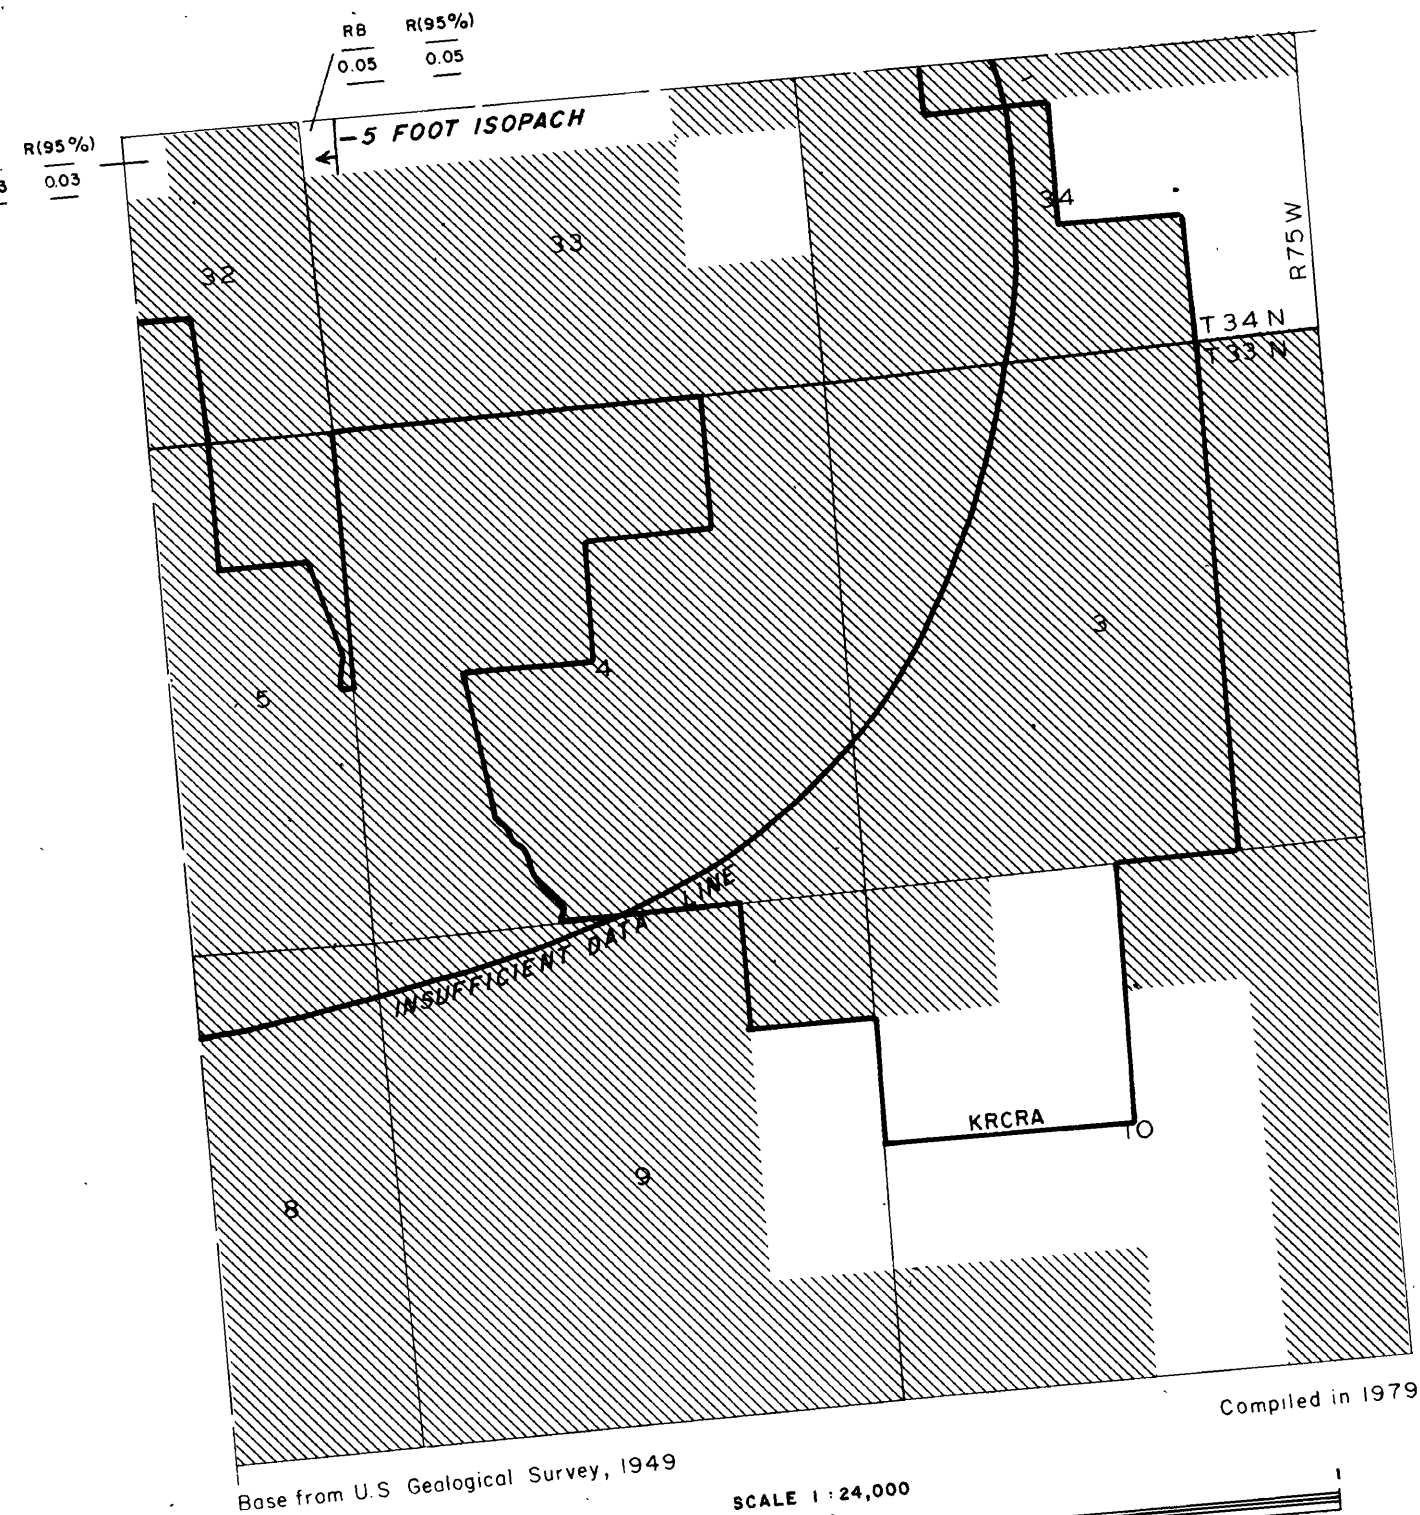 RB R(95%)
0.05 0.05
-5 FOOT ISOPACH
R(95%)
3 0.03
34
33
32
R75W
T34N
T33N
3
4
5
INSUFFICIENT DATA LINE
KRCRA
10
9
8
Compiled in 1979
Base from U.S Gealogical Survey, 1949
SCALE 1:24,000
1